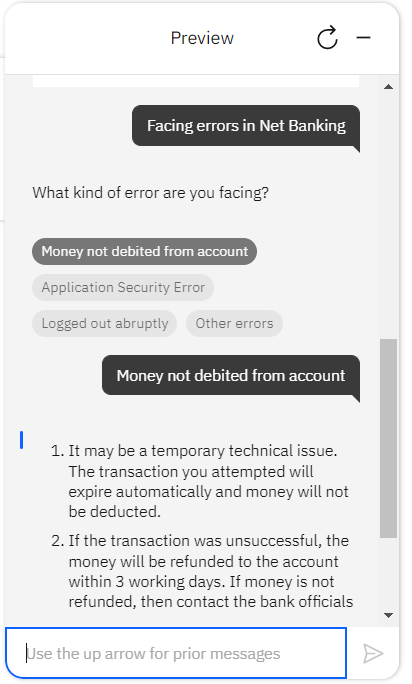 Preview
Facing errors in Net Banking
What kind of error are you facing?
Money not debited from account
Application Security Error
Logged out abruptly Other errors
Money not debited from account
1. It may be a temporary technical issue.
The transaction you attempted will
expire automatically and money will not
be deducted.
2. If the transaction was unsuccessful, the
money will be refunded to the account
within 3 working days. If money is not
refunded, then contact the bank officials
Use the up arrow for prior messages